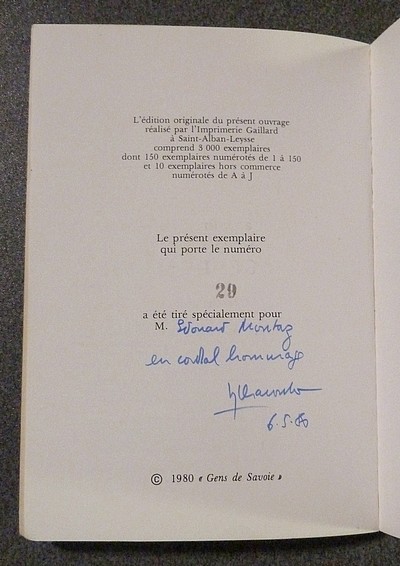 L'édition originale du présent ouvrage
réalisé par l'Imprimerie Gaillard
à Saint-Alban-Leysse
comprend 3 000 exemplaires
dont 150 exemplaires numérotés de 1 à 150
et 10 exemplaires hors commerce
numérotés de A à J
Le présent exemplaire
qui porte le numéro
29
a été tiré spécialement pour
M. Edouard Montaz
en cordial hommage
6.5.80
© 1980 « Gens de Savoie »